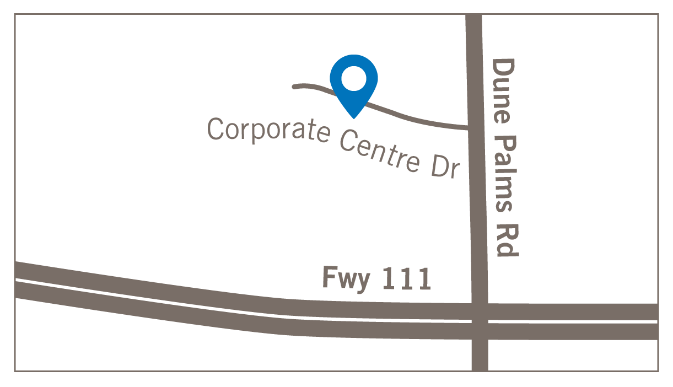 Dune Palms Rd
Corporate Centre Dr
Fwy 111